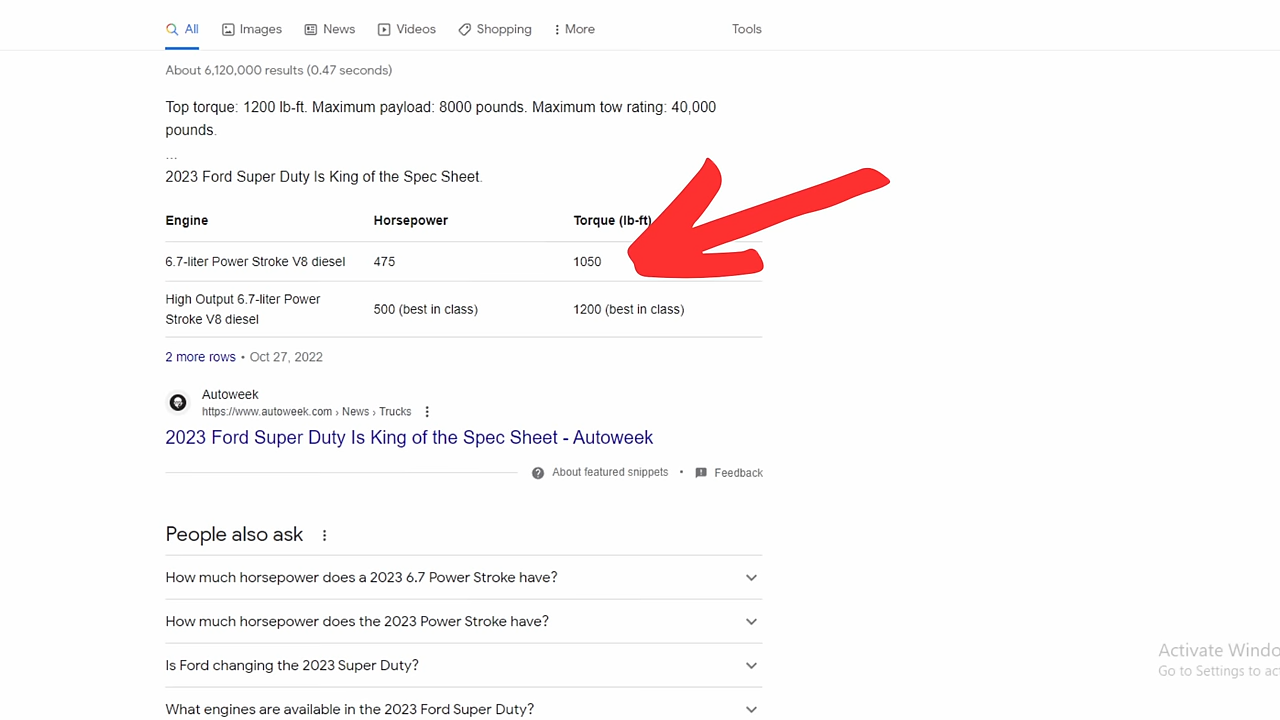 All Images News Videos Shopping More Tools
About 6,120,000 results (0.47 seconds)
Top torque: 1200 lb-ft. Maximum payload: 8000 pounds. Maximum tow rating: 40,000
pounds.
...
2023 Ford Super Duty Is King of the Spec Sheet.
Engine Horsepower Torque (lb-ft)
6.7-liter Power Stroke V8 diesel 475 1050
High Output 6.7-liter Power
Stroke V8 diesel 500 (best in class) 1200 (best in class)
2 more rows • Oct 27, 2022
Autoweek
https://www.autoweek.com › News › Trucks
2023 Ford Super Duty Is King of the Spec Sheet - Autoweek
About featured snippets • Feedback
People also ask
How much horsepower does a 2023 6.7 Power Stroke have?
How much horsepower does the 2023 Power Stroke have?
Is Ford changing the 2023 Super Duty?
What engines are available in the 2023 Ford Super Duty?
Activate Windo
Go to Settings to act